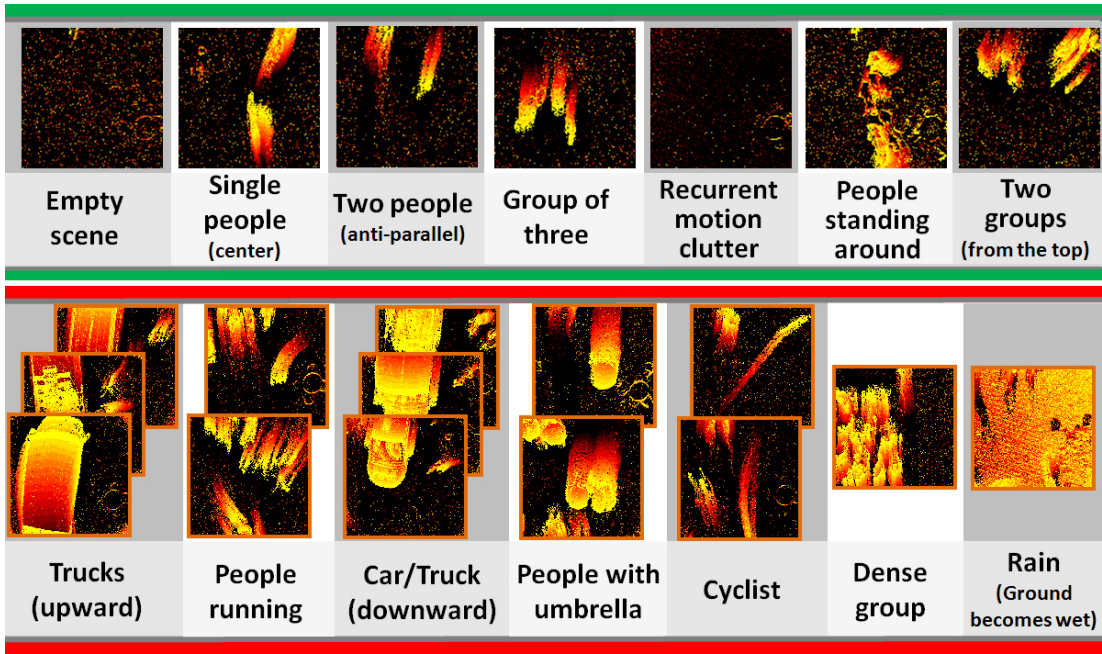 Empty
scene
Single
people
(center)
Two people
(anti-parallel)
Group of
three
Recurrent
motion
clutter
People
standing
around
Two
groups
(from the top)
Trucks
(upward)
People
running
Car/Truck
(downward)
People with
umbrella
Cyclist
Dense
group
Rain
(Ground
becomes wet)